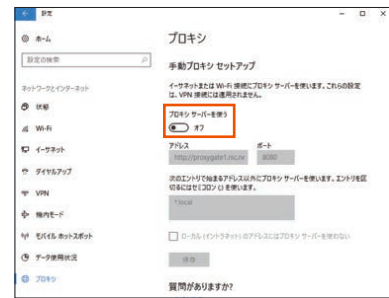 設定
ホーム
プロキシ
設定の検索
手動プロキシ セットアップ
ネットワークとインターネット
イーサネットまたは Wi-Fi 接続にプロキシ サーバーを使います。これらの設定
は、VPN 接続には適用されません。
状態
プロキシ サーバーを使う
Wi-Fi
オフ
イーサネット
アドレス
ポート
8080
ダイヤルアップ
次のエントリで始まるアドレス以外にプロキシ サーバーを使います。エントリを区
切るにはセミコロン (;) を使います。
VPN
*.local
機内モード
モバイル ホットスポット
ローカル (イントラネット) のアドレスにはプロキシ サーバーを使わない
データ使用状況
保存
プロキシ
質問がありますか?